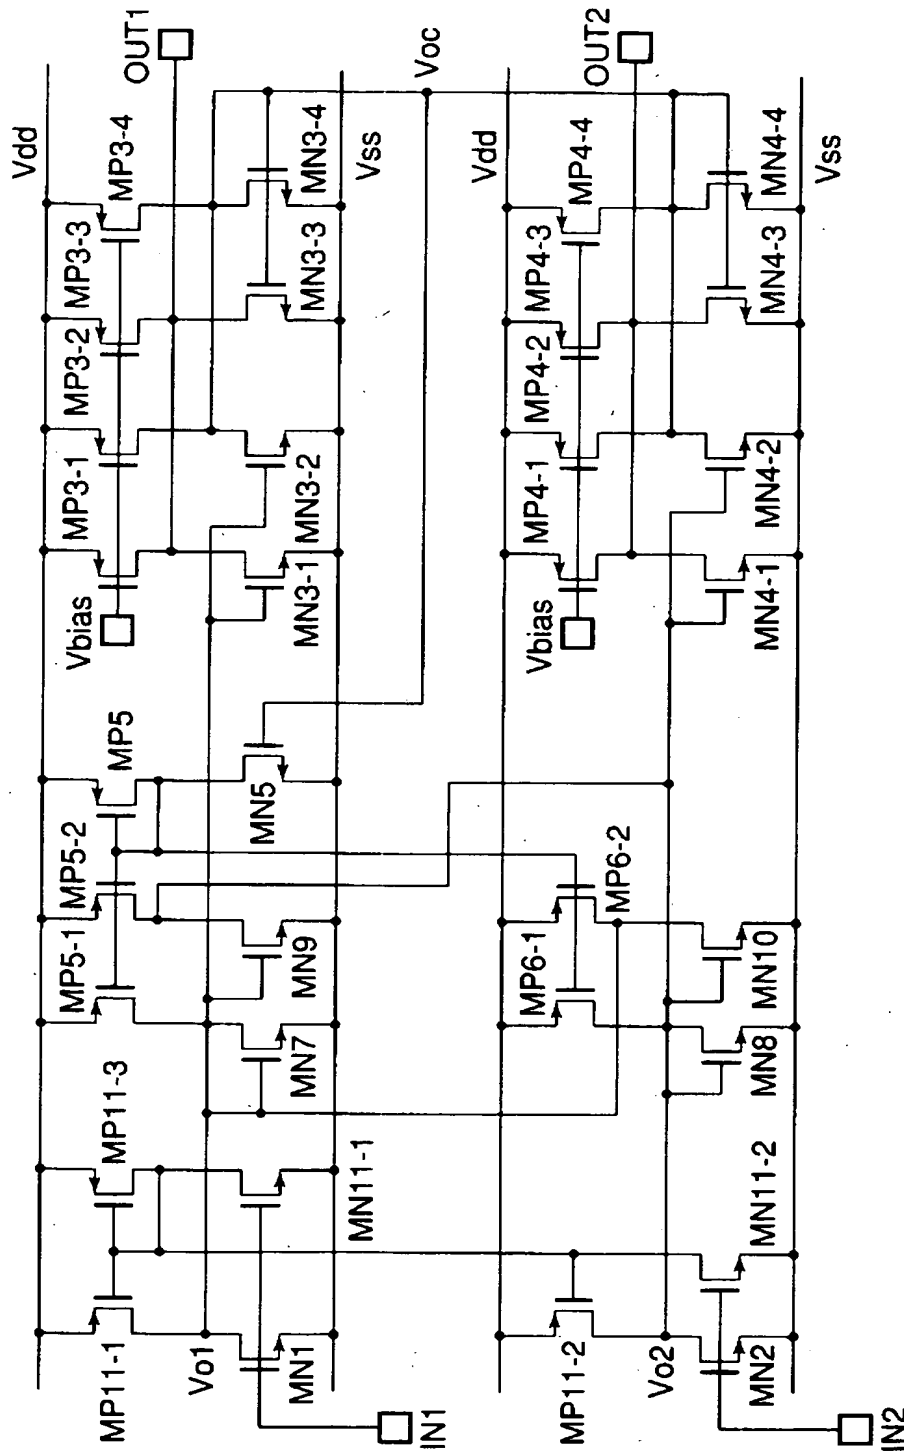 MP11-1
MP11-3
MP5-1
MP5-2
MP5
Vdd
MP3-1
MP3-2
MP3-3
MP3-4
OUT1
Vbias
Vo1
MN1
MN11-1
MN7
MN9
MN5
MN3-1
MN3-2
MN3-3
MN3-4
Vss
IN1
Voc
MP11-2
MP6-1
MP6-2
Vdd
MP4-1
MP4-2
MP4-3
MP4-4
OUT2
Vbias
Vo2
MN2
MN11-2
MN8
MN10
MN4-1
MN4-2
MN4-3
MN4-4
Vss
IN2